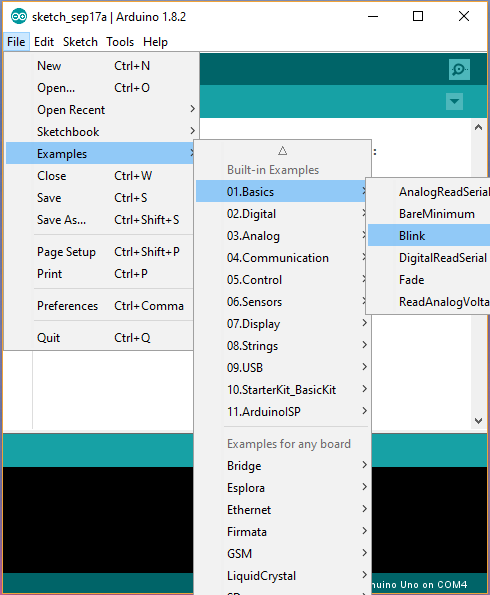 sketch_sep17a | Arduino 1.8.2
File Edit Sketch Tools Help
New Ctrl+N
Open... Ctrl+O
Open Recent
Sketchbook
Examples
Close Ctrl+W
Save Ctrl+S
Save As... Ctrl+Shift+S
Page Setup Ctrl+Shift+P
Print Ctrl+P
Preferences Ctrl+Comma
Quit Ctrl+Q
Built-in Examples
01.Basics
02.Digital
03.Analog
04.Communication
05.Control
06.Sensors
07.Display
08.Strings
09.USB
10.StarterKit_BasicKit
11.ArduinoISP
Examples for any board
Bridge
Esplora
Ethernet
Firmata
GSM
LiquidCrystal
:
AnalogReadSerial
BareMinimum
Blink
DigitalReadSerial
Fade
ReadAnalogVolta
nuino Uno on COM4